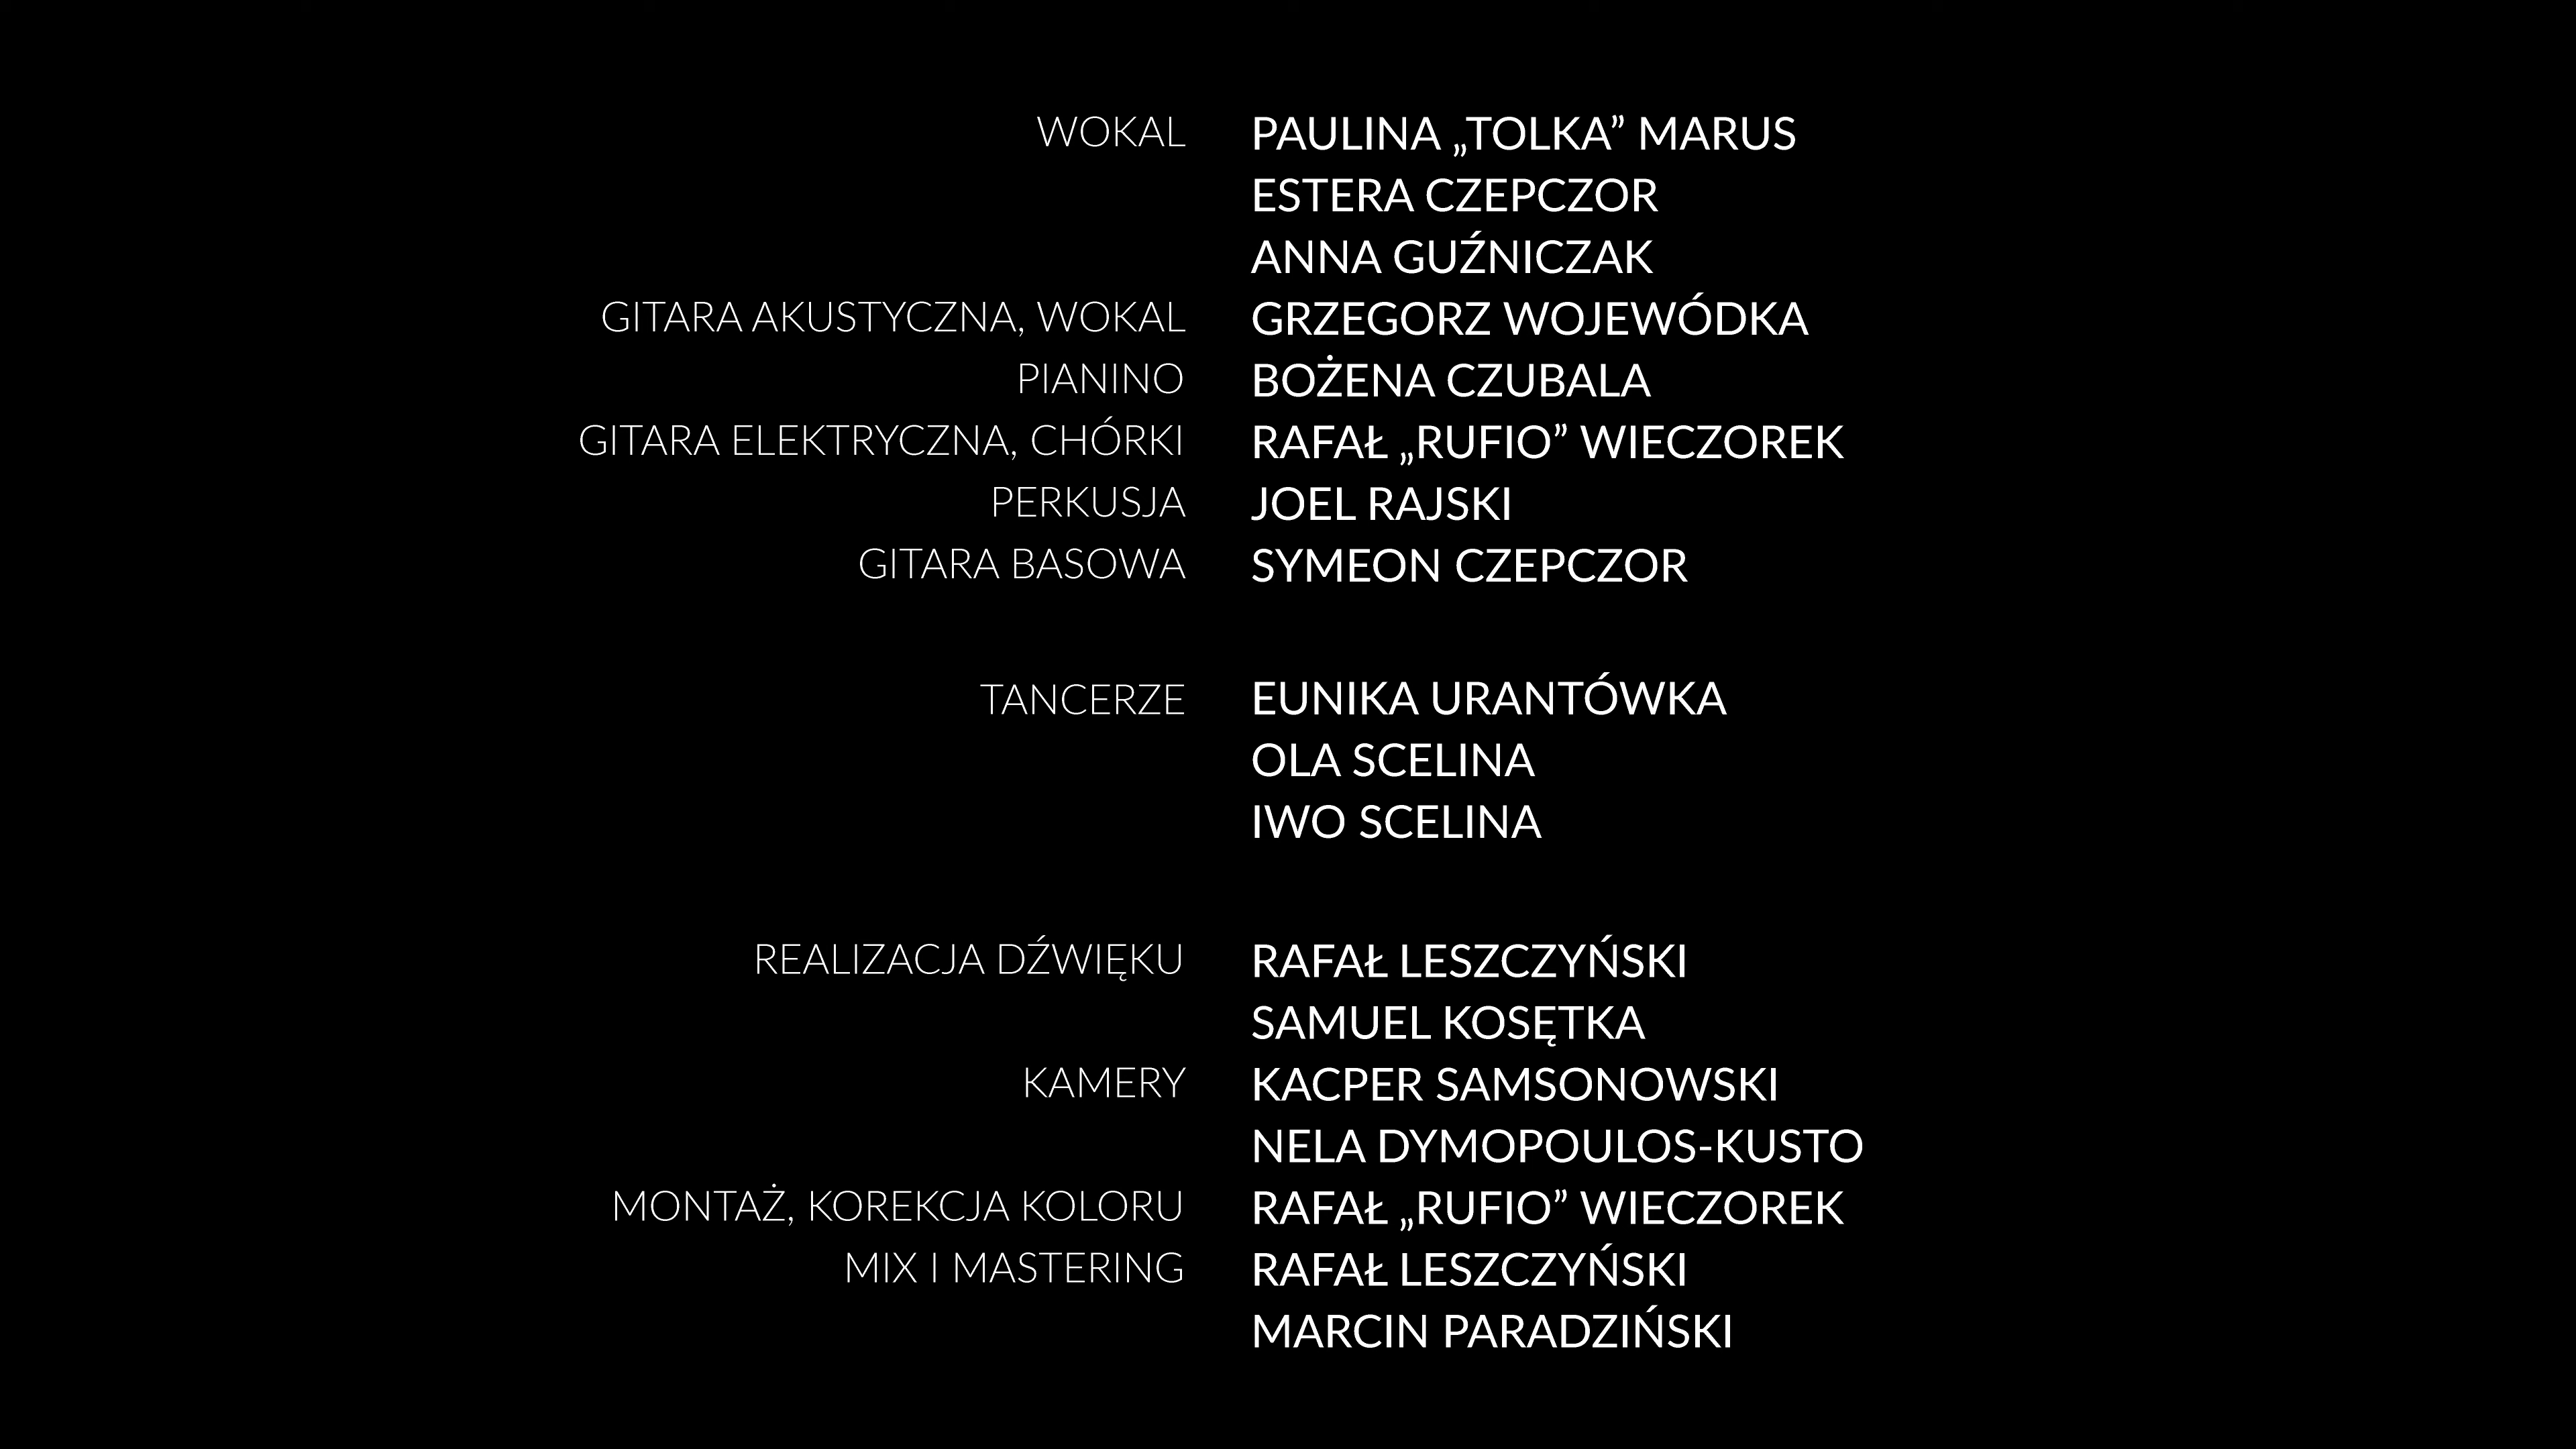 WOKAL PAULINA „TOLKA” MARUS
ESTERA CZEPCZOR
ANNA GUŹNICZAK
GITARA AKUSTYCZNA, WOKAL GRZEGORZ WOJEWÓDKA
PIANINO BOŻENA CZUBALA
GITARA ELEKTRYCZNA, CHÓRKI RAFAŁ „RUFIO” WIECZOREK
PERKUSJA JOEL RAJSKI
GITARA BASOWA SYMEON CZEPCZOR
TANCERZE EUNIKA URANTÓWKA
OLA SCELINA
IWO SCELINA
REALIZACJA DŹWIĘKU RAFAŁ LESZCZYŃSKI
SAMUEL KOSĘTKA
KAMERY KACPER SAMSONOWSKI
NELA DYMOPOULOS-KUSTO
MONTAŻ, KOREKCJA KOLORU RAFAŁ „RUFIO” WIECZOREK
MIX I MASTERING RAFAŁ LESZCZYŃSKI
MARCIN PARADZIŃSKI